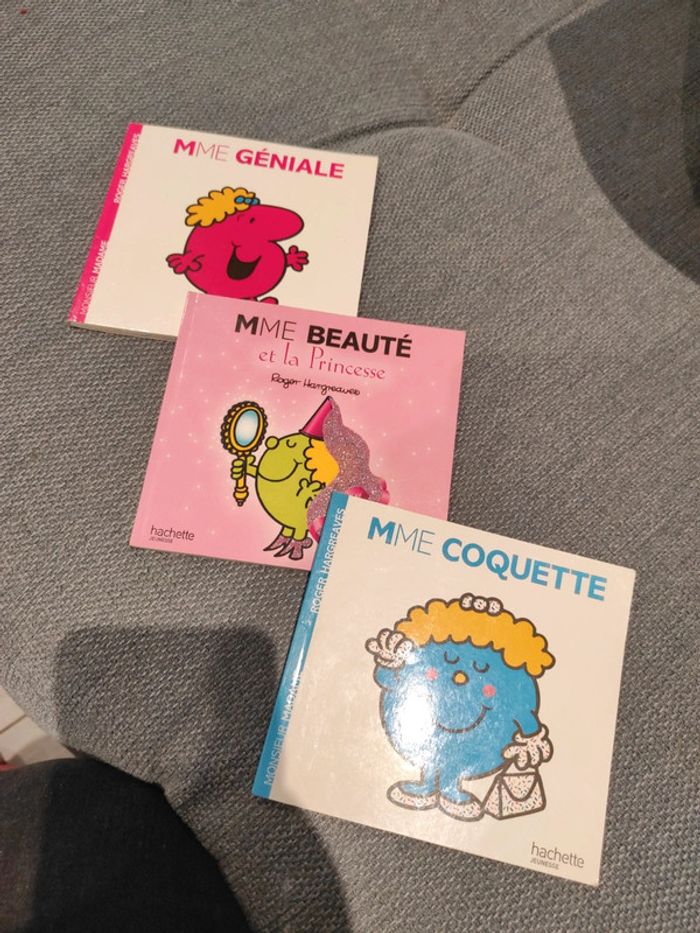 MME GÉNIALE
ROGER HARGREAVES
MONSIEUR MADAME
MME BEAUTÉ
et la Princesse
Roger Hargreaves
hachette
JEUNESSE
MME COQUETTE
ROGER HARGREAVES
MONSIEUR MADAME
hachette
JEUNESSE